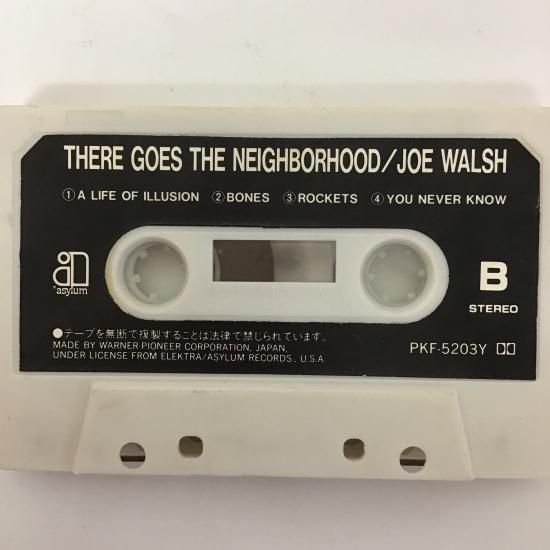 THERE GOES THE NEIGHBORHOOD/JOE WALSH
①A LIFE OF ILLUSION ②BONES ③ROCKETS ④YOU NEVER KNOW
asylum
B
STEREO
●テープを無断で複製することは法律で禁じられています。
MADE BY WARNER-PIONEER CORPORATION, JAPAN,
UNDER LICENSE FROM ELEKTRA/ASYLUM RECORDS., U.S.A.
PKF-5203Y